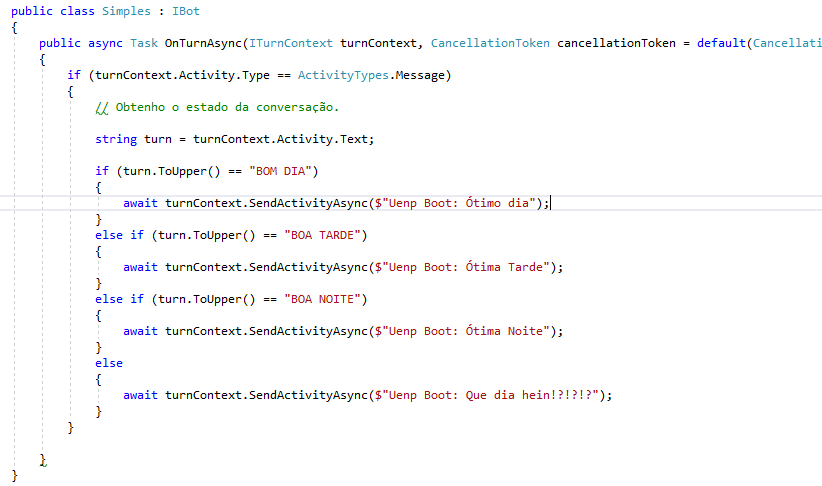 public class Simples : IBot
{
public async Task OnTurnAsync(ITurnContext turnContext, CancellationToken cancellationToken = default(Cancellati
{
if (turnContext.Activity.Type == ActivityTypes.Message)
{
// Obtenho o estado da conversação.
string turn = turnContext.Activity.Text;
if (turn.ToUpper() == "BOM DIA")
{
await turnContext.SendActivityAsync($"Uenp Boot: Ótimo dia");
}
else if (turn.ToUpper() == "BOA TARDE")
{
await turnContext.SendActivityAsync($"Uenp Boot: Ótima Tarde");
}
else if (turn.ToUpper() == "BOA NOITE")
{
await turnContext.SendActivityAsync($"Uenp Boot: Ótima Noite");
}
else
{
await turnContext.SendActivityAsync($"Uenp Boot: Que dia hein!?!?!?");
}
}
}
}